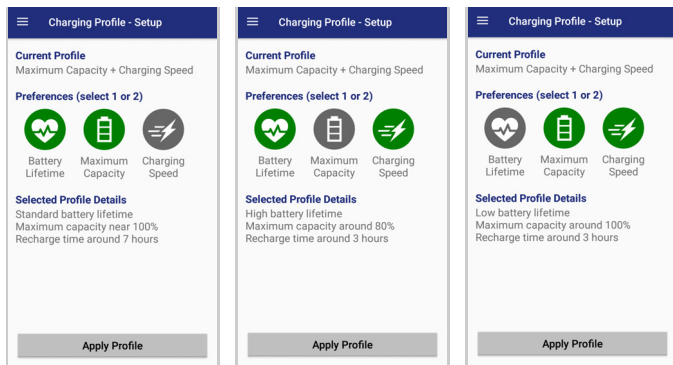 Charging Profile - Setup
Current Profile
Maximum Capacity + Charging Speed
Preferences (select 1 or 2)
Battery Lifetime
Maximum Capacity
Charging Speed
Selected Profile Details
Standard battery lifetime
Maximum capacity near 100%
Recharge time around 7 hours
Apply Profile
Charging Profile - Setup
Current Profile
Maximum Capacity + Charging Speed
Preferences (select 1 or 2)
Battery Lifetime
Maximum Capacity
Charging Speed
Selected Profile Details
High battery lifetime
Maximum capacity around 80%
Recharge time around 3 hours
Apply Profile
Charging Profile - Setup
Current Profile
Maximum Capacity + Charging Speed
Preferences (select 1 or 2)
Battery Lifetime
Maximum Capacity
Charging Speed
Selected Profile Details
Low battery lifetime
Maximum capacity around 100%
Recharge time around 3 hours
Apply Profile